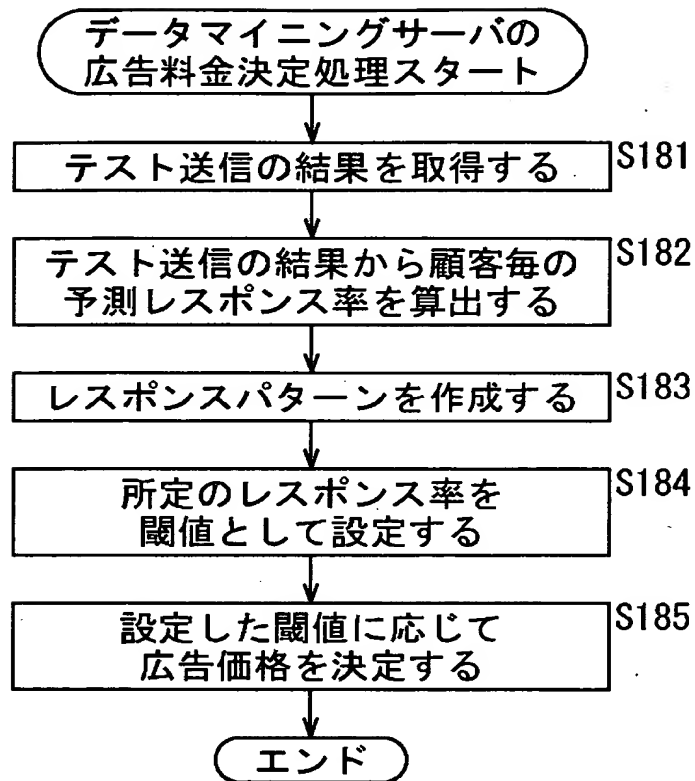 データマイニングサーバの
広告料金決定処理スタート
テスト送信の結果を取得する
S181
テスト送信の結果から顧客毎の
予測レスポンス率を算出する
S182
レスポンスパターンを作成する
S183
所定のレスポンス率を
閾値として設定する
S184
設定した閾値に応じて
広告価格を決定する
S185
エンド